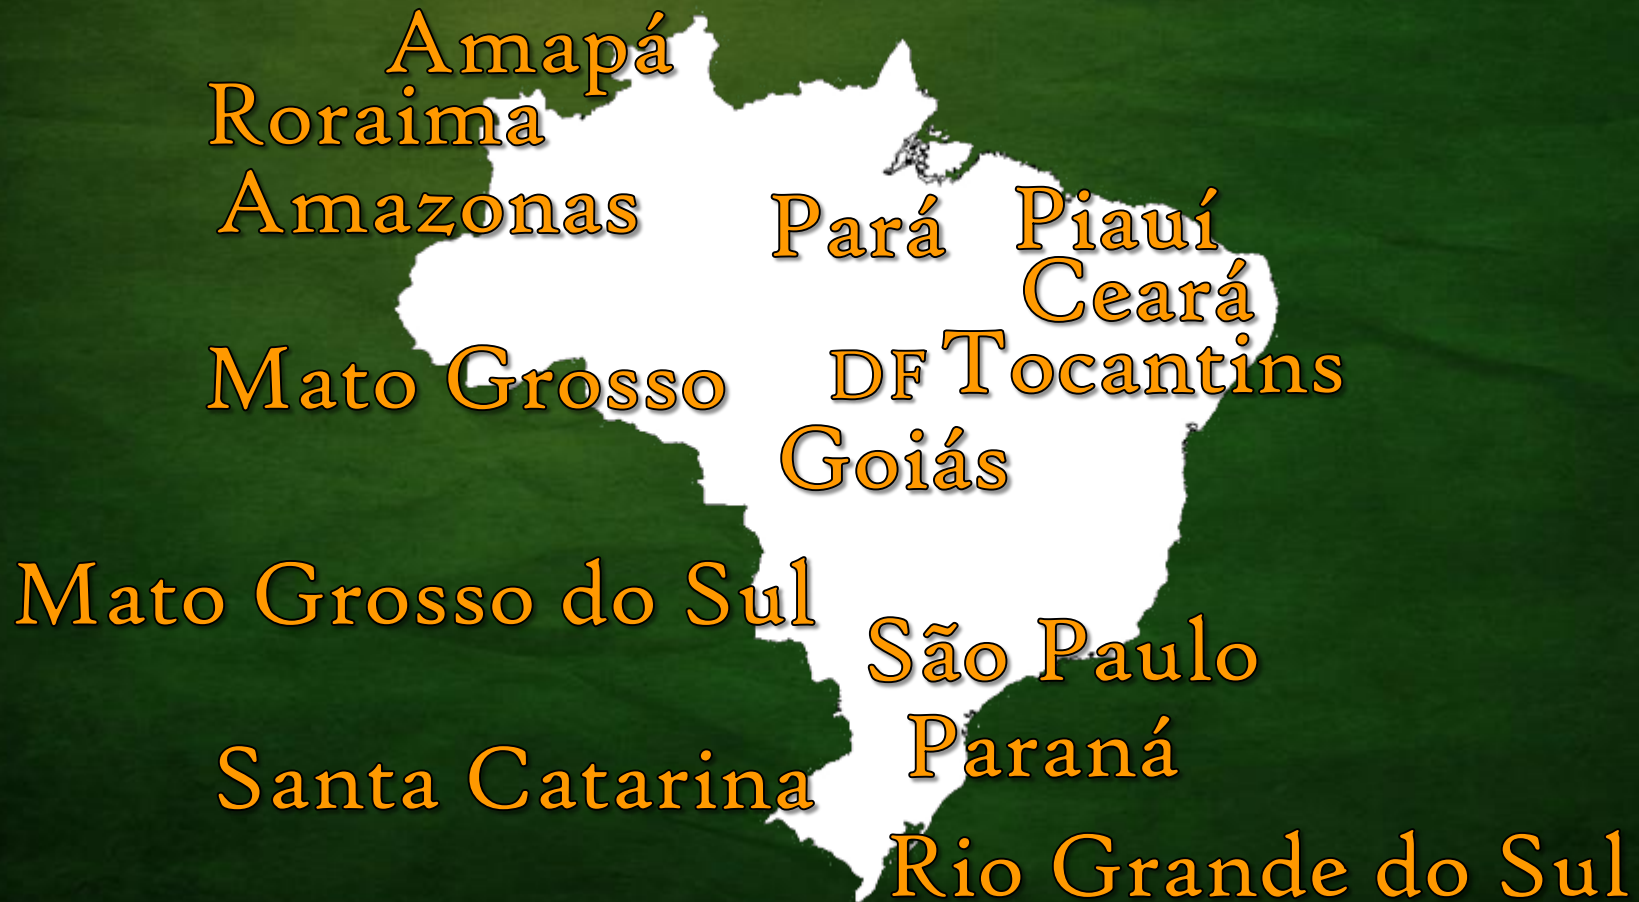 Amapá
Roraima
Amazonas
Pará
Piauí
Ceará
Mato Grosso
DF
Tocantins
Goiás
Mato Grosso do Sul
São Paulo
Paraná
Santa Catarina
Rio Grande do Sul